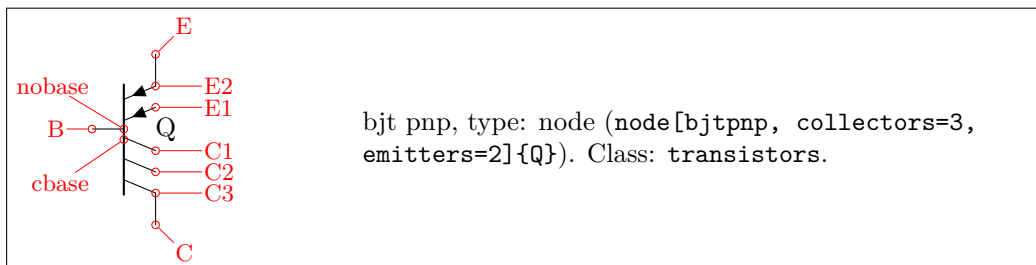 E
nobase
E2
E1
B
Q
C1
C2
cbase
C3
C
bjt pnp, type: node (node[bjtpnp, collectors=3,
emitters=2]{Q}). Class: transistors.